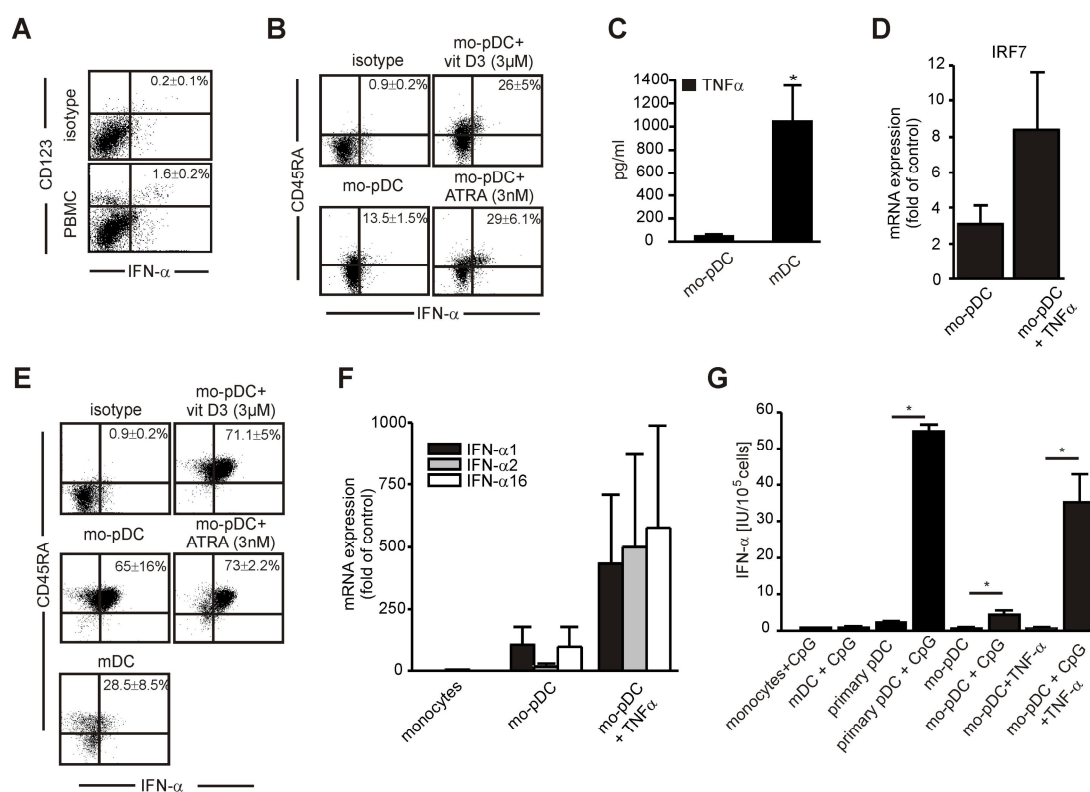 A
CD123
isotype
0.2±0.1%
PBMC
1.6±0.2%
IFN-α
B
CD45RA
isotype
0.9±0.2%
mo-pDC+
vit D3 (3µM)
26±5%
mo-pDC
13.5±1.5%
mo-pDC+
ATRA (3nM)
29±6.1%
IFN-α
C
pg/ml
1400
1200
1000
800
600
400
200
0
TNFα
*
mo-pDC
mDC
D
IRF7
mRNA expression
(fold of control)
12
10
8
6
4
2
0
mo-pDC
mo-pDC
+ TNFα
E
CD45RA
isotype
0.9±0.2%
mo-pDC+
vit D3 (3µM)
71.1±5%
mo-pDC
65±16%
mo-pDC+
ATRA (3nM)
73±2.2%
mDC
28.5±8.5%
IFN-α
F
mRNA expression
(fold of control)
1000
750
500
250
0
IFN-α1
IFN-α2
IFN-α16
monocytes
mo-pDC
mo-pDC
+ TNFα
G
IFN-α [IU/10⁵cells]
60
50
40
30
20
10
0
*
*
*
monocytes+CpG
mDC + CpG
primary pDC
primary pDC + CpG
mo-pDC
mo-pDC + CpG
mo-pDC+TNF-α
mo-pDC + CpG
+TNF-α